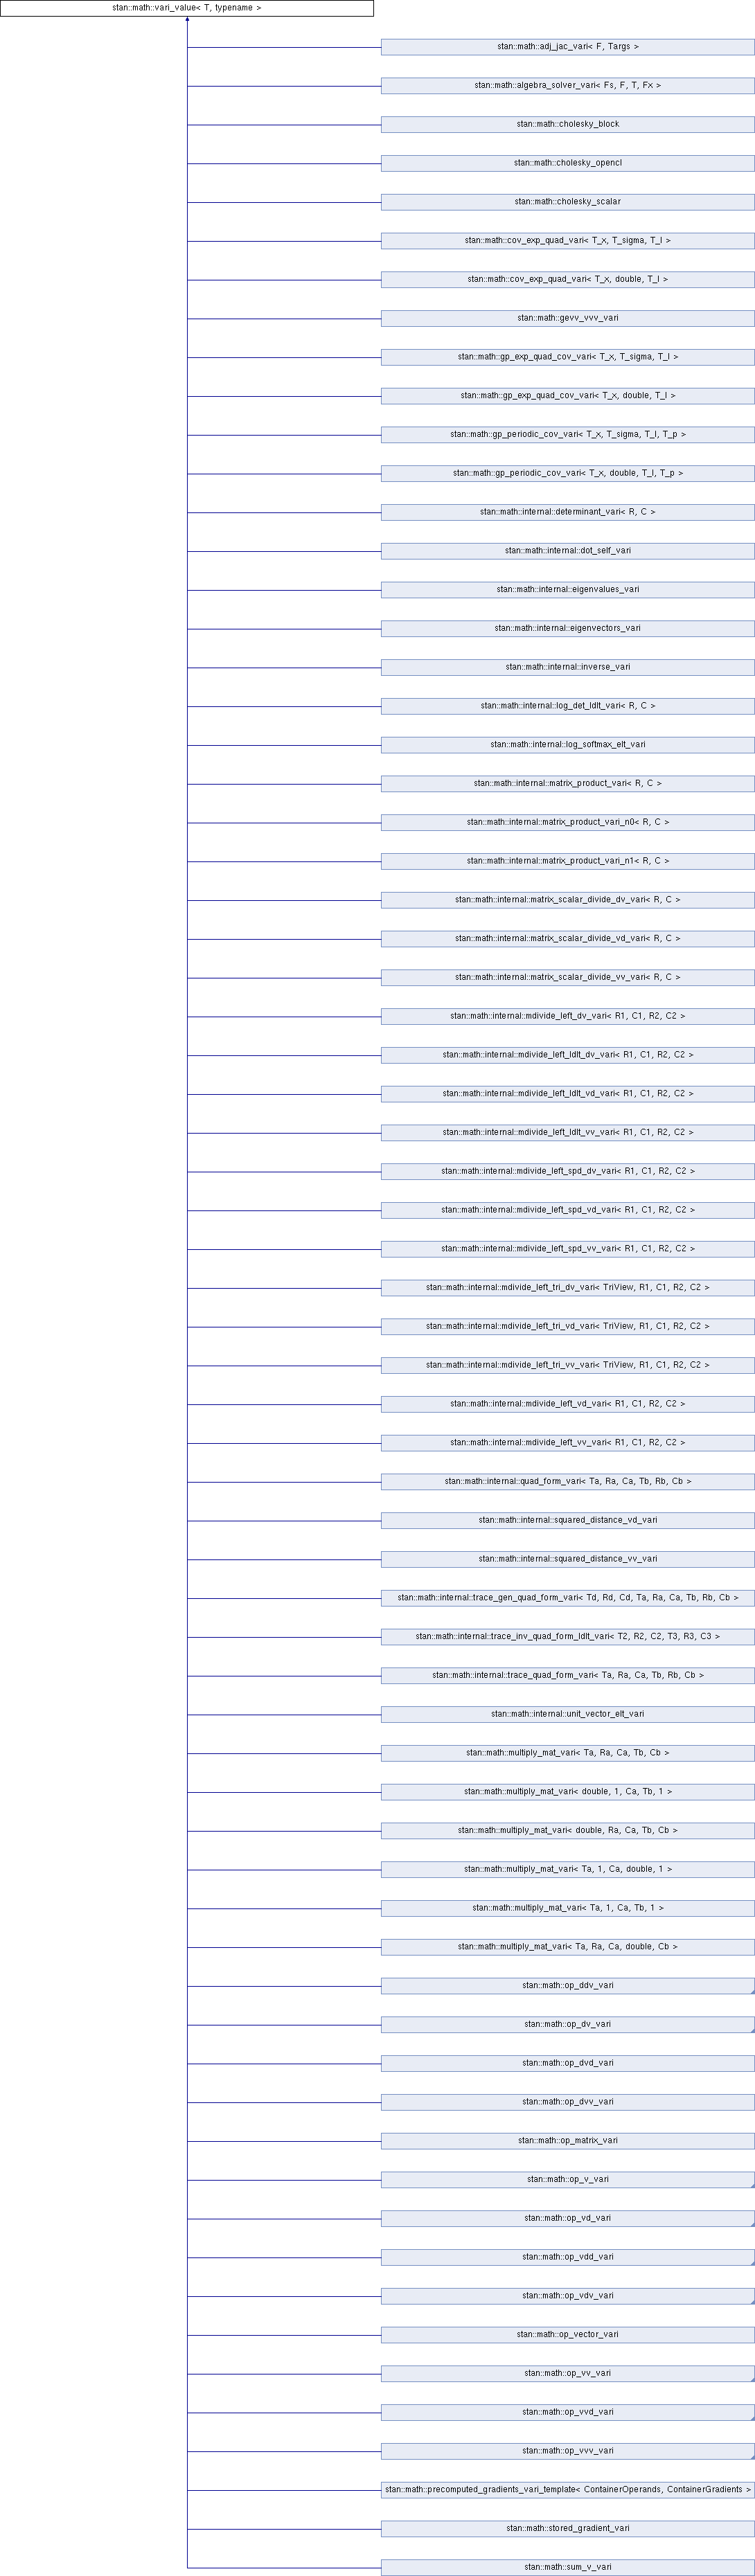 stan::math::vari_value< T, typename >
stan::math::adj_jac_vari< F, Targs >
stan::math::algebra_solver_vari< Fs, F, T, Fx >
stan::math::cholesky_block
stan::math::cholesky_opencl
stan::math::cholesky_scalar
stan::math::cov_exp_quad_vari< T_x, T_sigma, T_l >
stan::math::cov_exp_quad_vari< T_x, double, T_l >
stan::math::gevv_vvv_vari
stan::math::gp_exp_quad_cov_vari< T_x, T_sigma, T_l >
stan::math::gp_exp_quad_cov_vari< T_x, double, T_l >
stan::math::gp_periodic_cov_vari< T_x, T_sigma, T_l, T_p >
stan::math::gp_periodic_cov_vari< T_x, double, T_l, T_p >
stan::math::internal::determinant_vari< R, C >
stan::math::internal::dot_self_vari
stan::math::internal::eigenvalues_vari
stan::math::internal::eigenvectors_vari
stan::math::internal::inverse_vari
stan::math::internal::log_det_ldlt_vari< R, C >
stan::math::internal::log_softmax_elt_vari
stan::math::internal::matrix_product_vari< R, C >
stan::math::internal::matrix_product_vari_n0< R, C >
stan::math::internal::matrix_product_vari_n1< R, C >
stan::math::internal::matrix_scalar_divide_dv_vari< R, C >
stan::math::internal::matrix_scalar_divide_vd_vari< R, C >
stan::math::internal::matrix_scalar_divide_vv_vari< R, C >
stan::math::internal::mdivide_left_dv_vari< R1, C1, R2, C2 >
stan::math::internal::mdivide_left_ldlt_dv_vari< R1, C1, R2, C2 >
stan::math::internal::mdivide_left_ldlt_vd_vari< R1, C1, R2, C2 >
stan::math::internal::mdivide_left_ldlt_vv_vari< R1, C1, R2, C2 >
stan::math::internal::mdivide_left_spd_dv_vari< R1, C1, R2, C2 >
stan::math::internal::mdivide_left_spd_vd_vari< R1, C1, R2, C2 >
stan::math::internal::mdivide_left_spd_vv_vari< R1, C1, R2, C2 >
stan::math::internal::mdivide_left_tri_dv_vari< TriView, R1, C1, R2, C2 >
stan::math::internal::mdivide_left_tri_vd_vari< TriView, R1, C1, R2, C2 >
stan::math::internal::mdivide_left_tri_vv_vari< TriView, R1, C1, R2, C2 >
stan::math::internal::mdivide_left_vd_vari< R1, C1, R2, C2 >
stan::math::internal::mdivide_left_vv_vari< R1, C1, R2, C2 >
stan::math::internal::quad_form_vari< Ta, Ra, Ca, Tb, Rb, Cb >
stan::math::internal::squared_distance_vd_vari
stan::math::internal::squared_distance_vv_vari
stan::math::internal::trace_gen_quad_form_vari< Td, Rd, Cd, Ta, Ra, Ca, Tb, Rb, Cb >
stan::math::internal::trace_inv_quad_form_ldlt_vari< T2, R2, C2, T3, R3, C3 >
stan::math::internal::trace_quad_form_vari< Ta, Ra, Ca, Tb, Rb, Cb >
stan::math::internal::unit_vector_elt_vari
stan::math::multiply_mat_vari< Ta, Ra, Ca, Tb, Cb >
stan::math::multiply_mat_vari< double, 1, Ca, Tb, 1 >
stan::math::multiply_mat_vari< double, Ra, Ca, Tb, Cb >
stan::math::multiply_mat_vari< Ta, 1, Ca, double, 1 >
stan::math::multiply_mat_vari< Ta, 1, Ca, Tb, 1 >
stan::math::multiply_mat_vari< Ta, Ra, Ca, double, Cb >
stan::math::op_ddv_vari
stan::math::op_dv_vari
stan::math::op_dvd_vari
stan::math::op_dvv_vari
stan::math::op_matrix_vari
stan::math::op_v_vari
stan::math::op_vd_vari
stan::math::op_vdd_vari
stan::math::op_vdv_vari
stan::math::op_vector_vari
stan::math::op_vv_vari
stan::math::op_vvd_vari
stan::math::op_vvv_vari
stan::math::precomputed_gradients_vari_template< ContainerOperands, ContainerGradients >
stan::math::stored_gradient_vari
stan::math::sum_v_vari